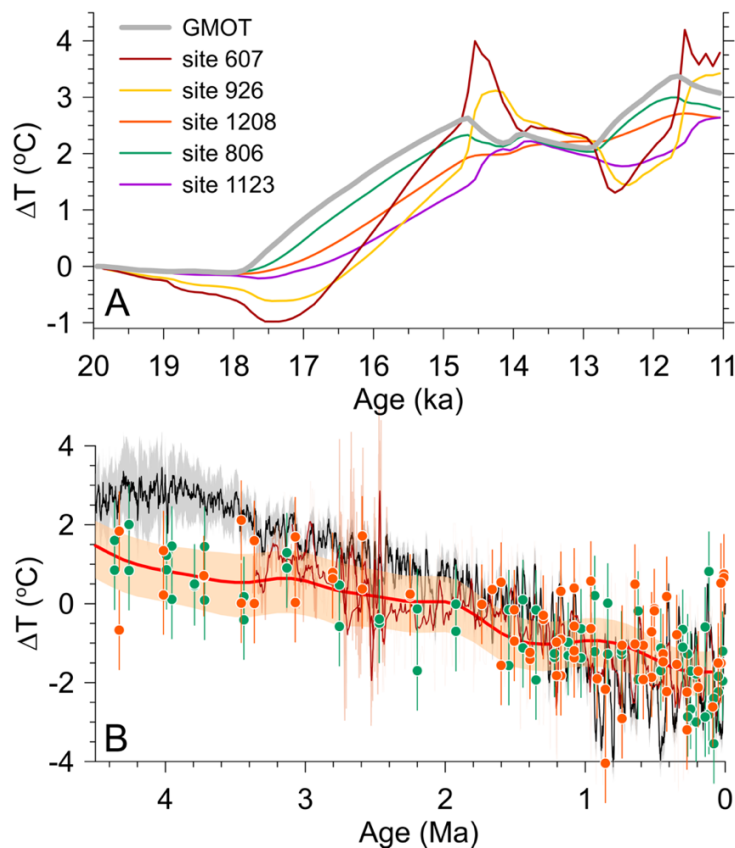 GMOT
site 607
site 926
site 1208
site 806
site 1123
4
3
2
1
0
-1
ΔT (ºC)
A
20 19 18 17 16 15 14 13 12 11
Age (ka)
4
2
0
-2
-4
ΔT (ºC)
B
4 3 2 1 0
Age (Ma)